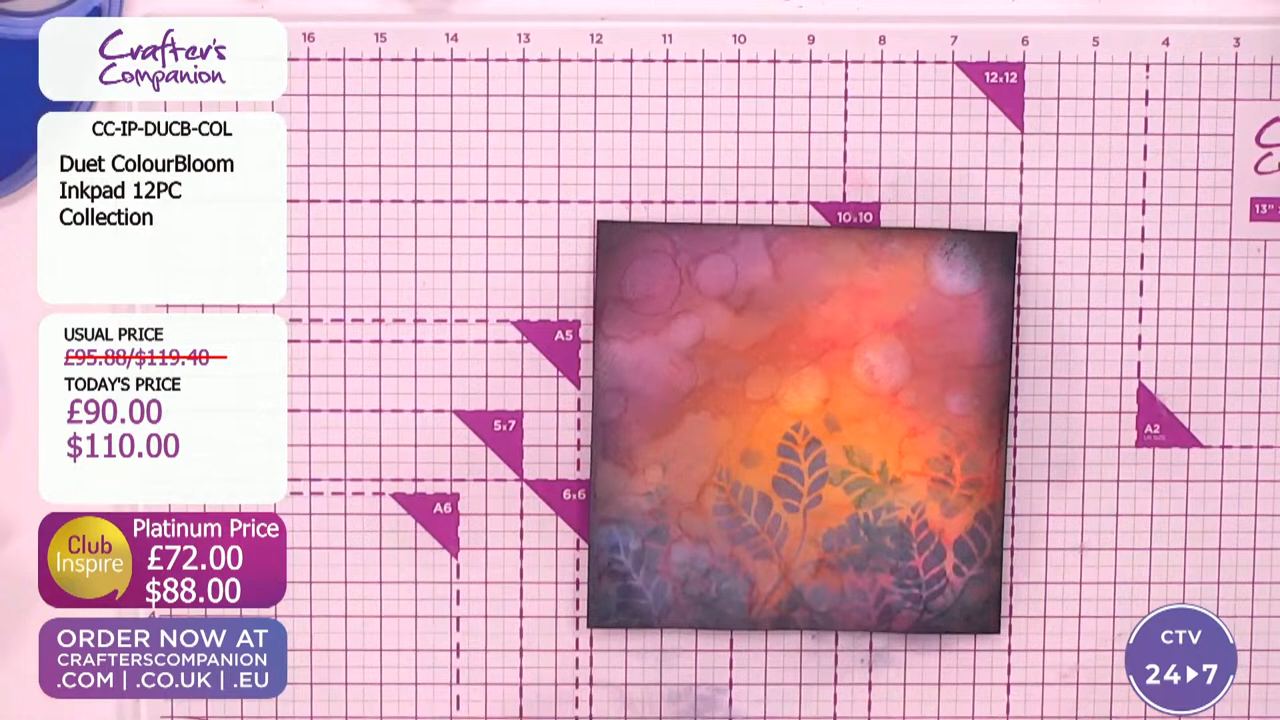 Crafter's
Companion
CC-IP-DUCB-COL
Duet ColourBloom
Inkpad 12PC
Collection
USUAL PRICE
£95.88/$119.40
TODAY'S PRICE
£90.00
$110.00
Club
Inspire
Platinum Price
£72.00
$88.00
ORDER NOW AT
CRAFTERSCOMPANION
.COM | .CO.UK | .EU
16 15 14 13 12 11 10 9 8 7 6 5 4 3
12x12
10x10
A5
5x7
6x6
A6
A2
13"
CTV
24▶7